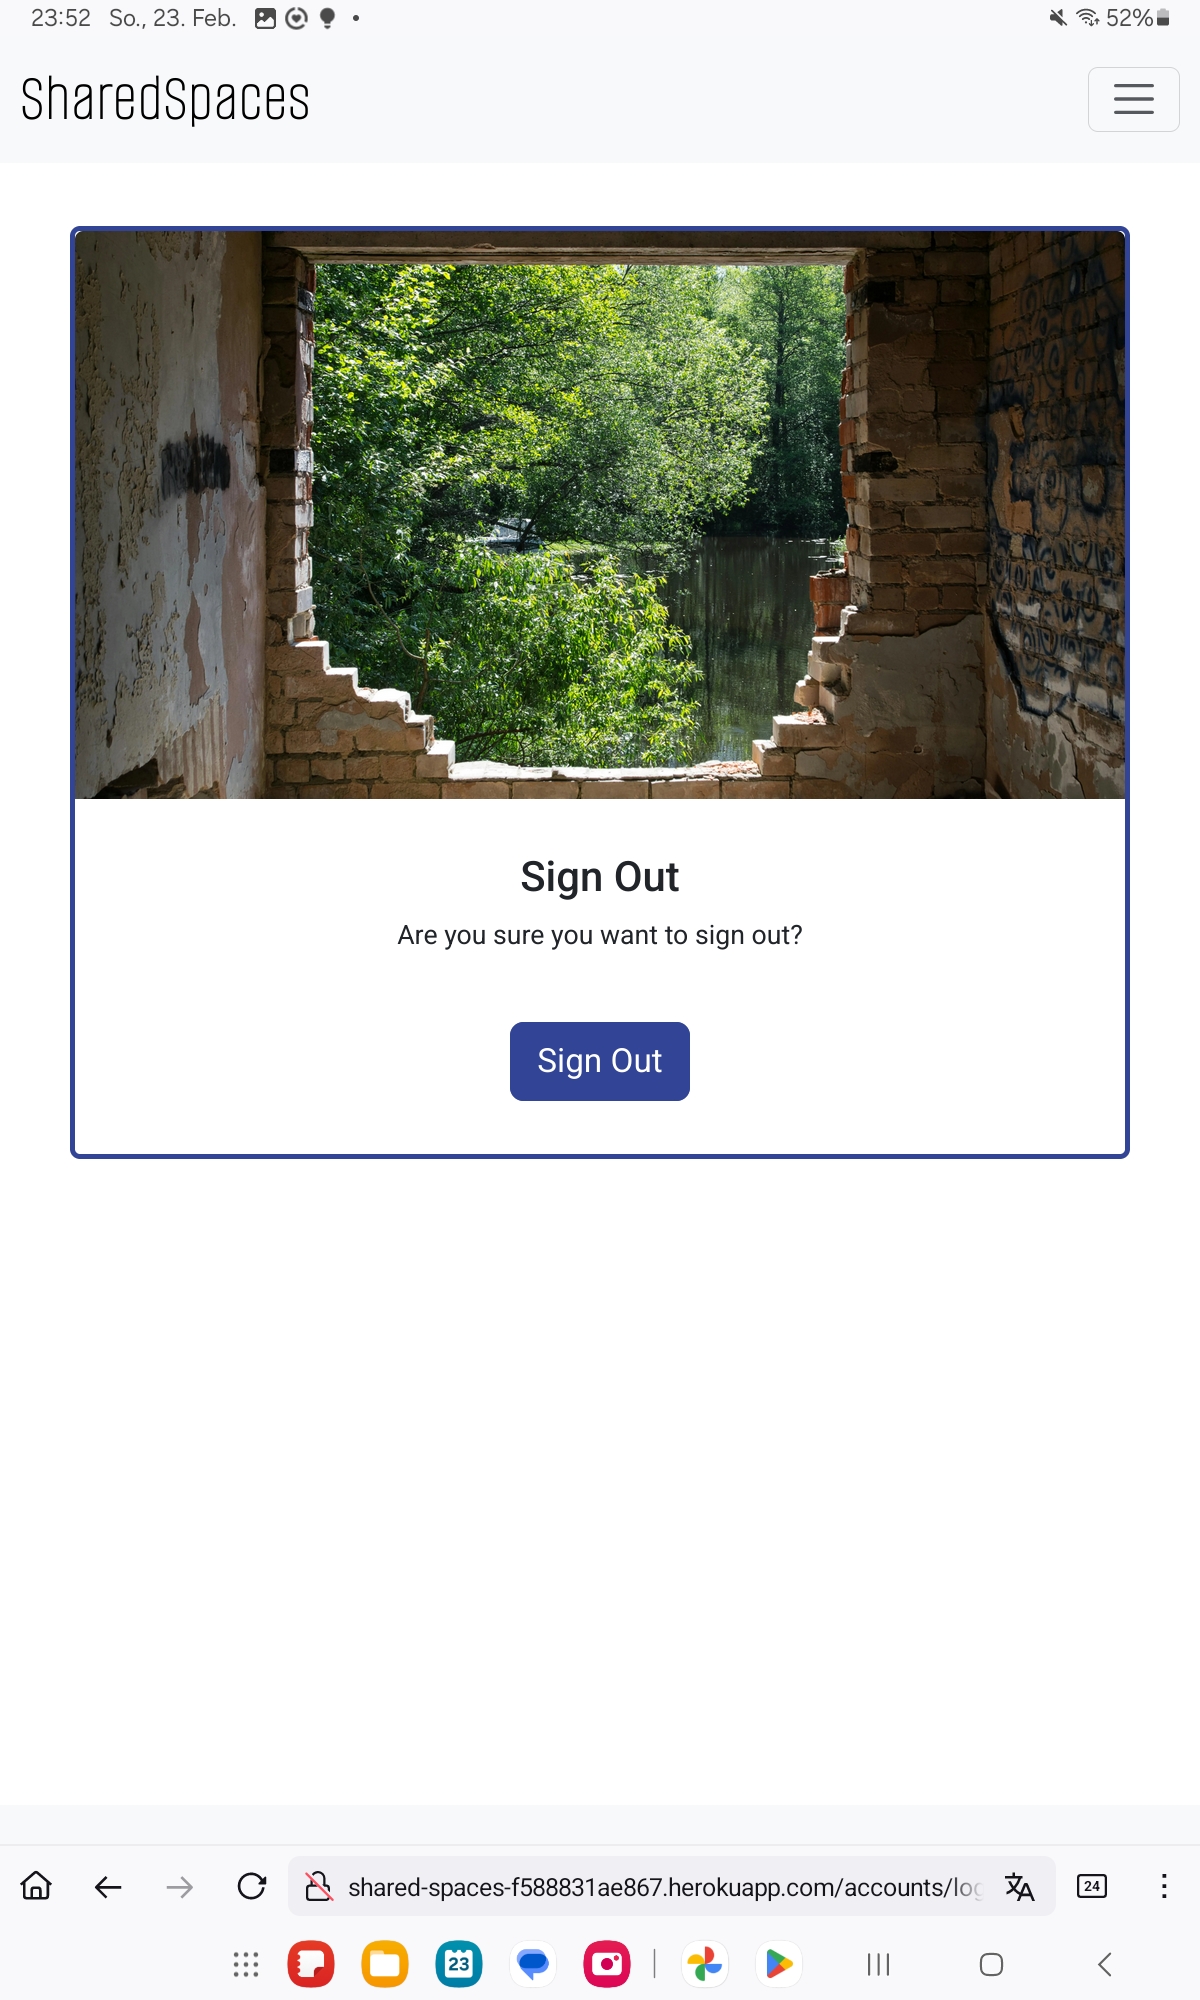 23:52 So., 23. Feb. 52%
SharedSpaces
Sign Out
Are you sure you want to sign out?
Sign Out
shared-spaces-f588831ae867.herokuapp.com/accounts/log
24
23